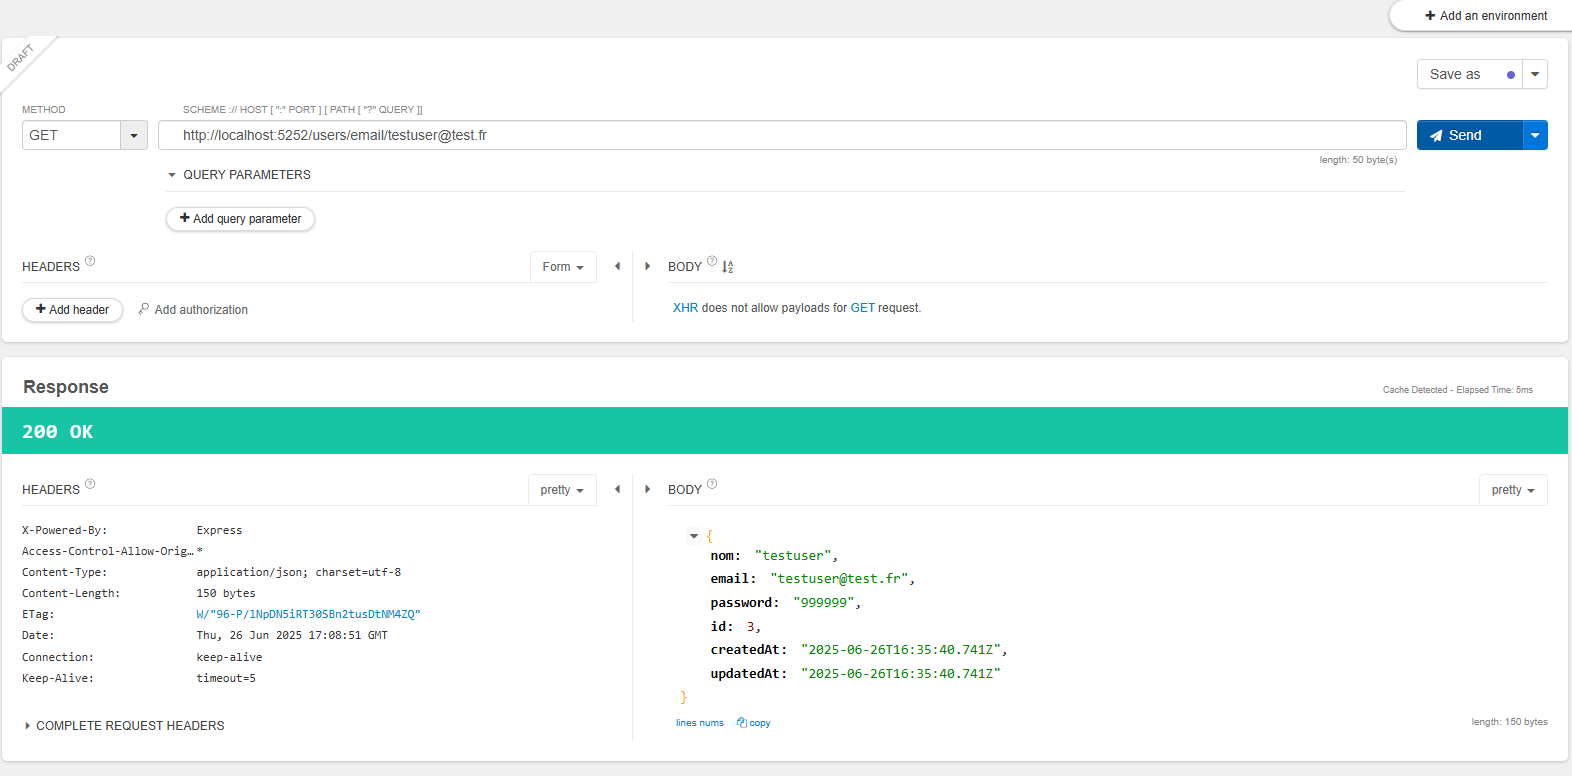 Add an environment
DRAFT
Save as
METHOD
SCHEME :// HOST [ ":" PORT ] [ PATH [ "?" QUERY ]]
GET
http://localhost:5252/users/email/testuser@test.fr
Send
length: 50 byte(s)
QUERY PARAMETERS
Add query parameter
HEADERS ?
Form
BODY ?
Add header
Add authorization
XHR does not allow payloads for GET request.
Response
Cache Detected - Elapsed Time: 5ms
200 OK
HEADERS ?
pretty
BODY ?
pretty
X-Powered-By: Express
Access-Control-Allow-Orig… *
Content-Type: application/json; charset=utf-8
Content-Length: 150 bytes
ETag: W/"96-P/lNpDN5iRT30SBn2tusDtNM4ZQ"
Date: Thu, 26 Jun 2025 17:08:51 GMT
Connection: keep-alive
Keep-Alive: timeout=5
{
nom: "testuser",
email: "testuser@test.fr",
password: "999999",
id: 3,
createdAt: "2025-06-26T16:35:40.741Z",
updatedAt: "2025-06-26T16:35:40.741Z"
}
lines nums copy
length: 150 bytes
COMPLETE REQUEST HEADERS